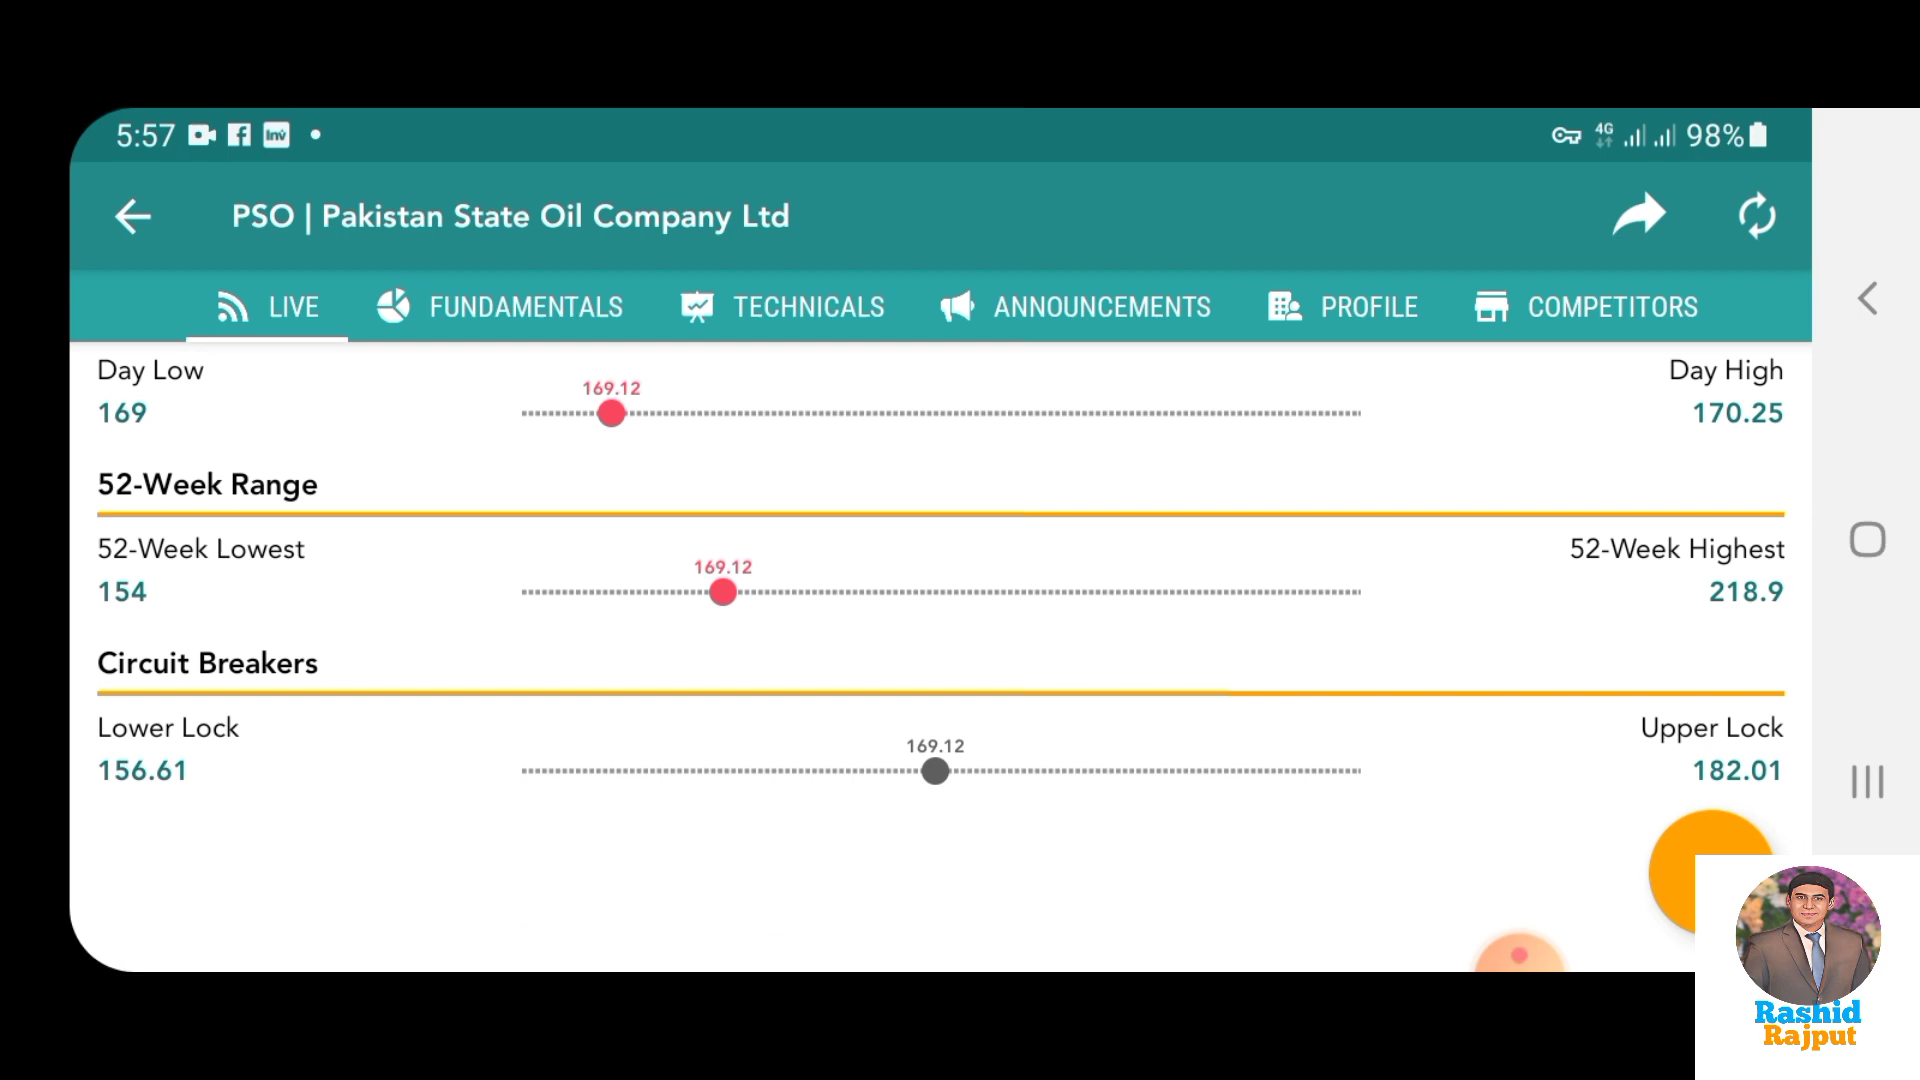 5:57 Inv 4G 98%
PSO | Pakistan State Oil Company Ltd
LIVE FUNDAMENTALS TECHNICALS ANNOUNCEMENTS PROFILE COMPETITORS
Day Low Day High
169.12
169 170.25
52-Week Range
52-Week Lowest 52-Week Highest
169.12
154 218.9
Circuit Breakers
Lower Lock Upper Lock
169.12
156.61 182.01
Rashid
Rajput